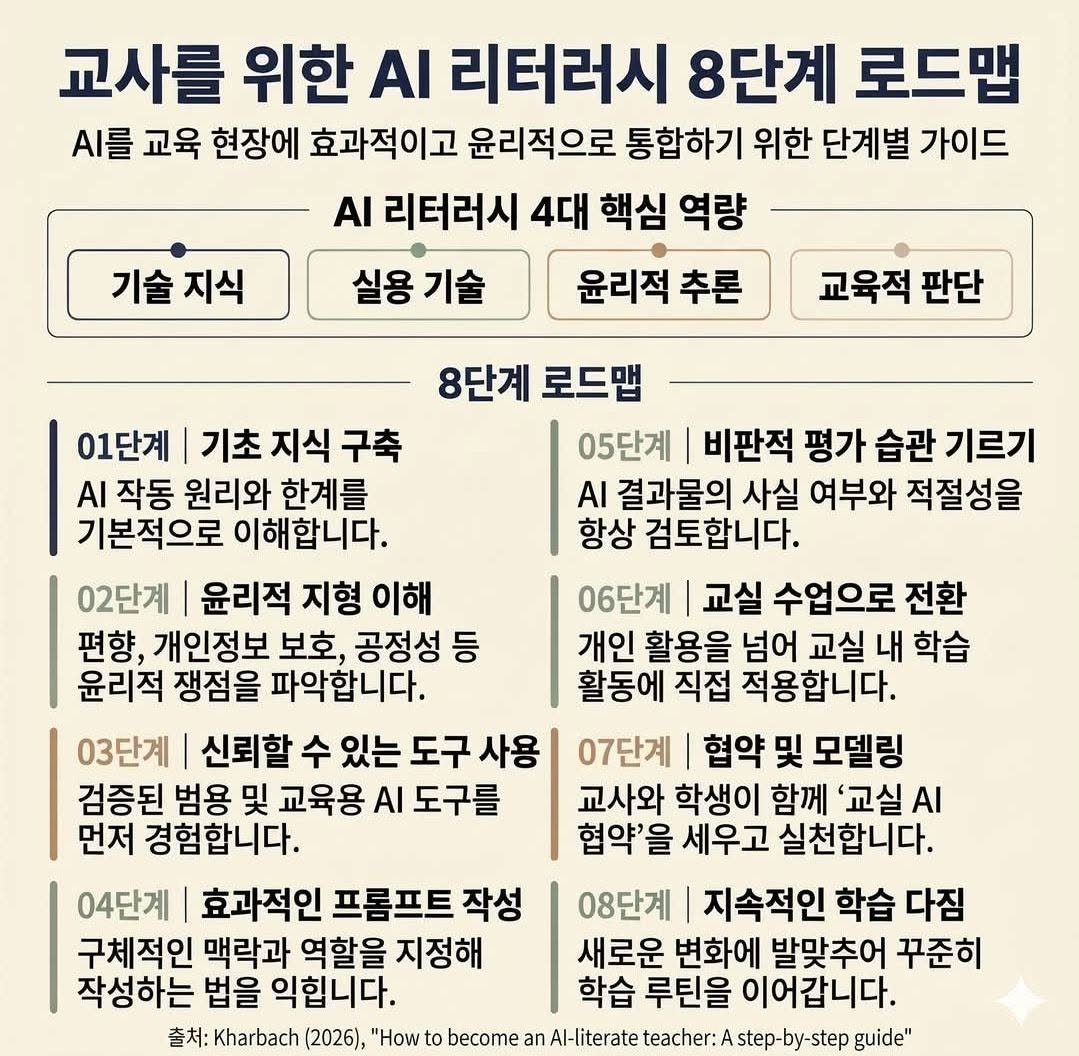 교사를 위한 AI 리터러시 8단계 로드맵
AI를 교육 현장에 효과적이고 윤리적으로 통합하기 위한 단계별 가이드
AI 리터러시 4대 핵심 역량
기술 지식
실용 기술
윤리적 추론
교육적 판단
8단계 로드맵
01단계 | 기초 지식 구축
AI 작동 원리와 한계를
기본적으로 이해합니다.
02단계 | 윤리적 지형 이해
편향, 개인정보 보호, 공정성 등
윤리적 쟁점을 파악합니다.
03단계 | 신뢰할 수 있는 도구 사용
검증된 범용 및 교육용 AI 도구를
먼저 경험합니다.
04단계 | 효과적인 프롬프트 작성
구체적인 맥락과 역할을 지정해
작성하는 법을 익힙니다.
05단계 | 비판적 평가 습관 기르기
AI 결과물의 사실 여부와 적절성을
항상 검토합니다.
06단계 | 교실 수업으로 전환
개인 활용을 넘어 교실 내 학습
활동에 직접 적용합니다.
07단계 | 협약 및 모델링
교사와 학생이 함께 ‘교실 AI
협약’을 세우고 실천합니다.
08단계 | 지속적인 학습 다짐
새로운 변화에 발맞추어 꾸준히
학습 루틴을 이어갑니다.
출처: Kharbach (2026), "How to become an AI-literate teacher: A step-by-step guide"